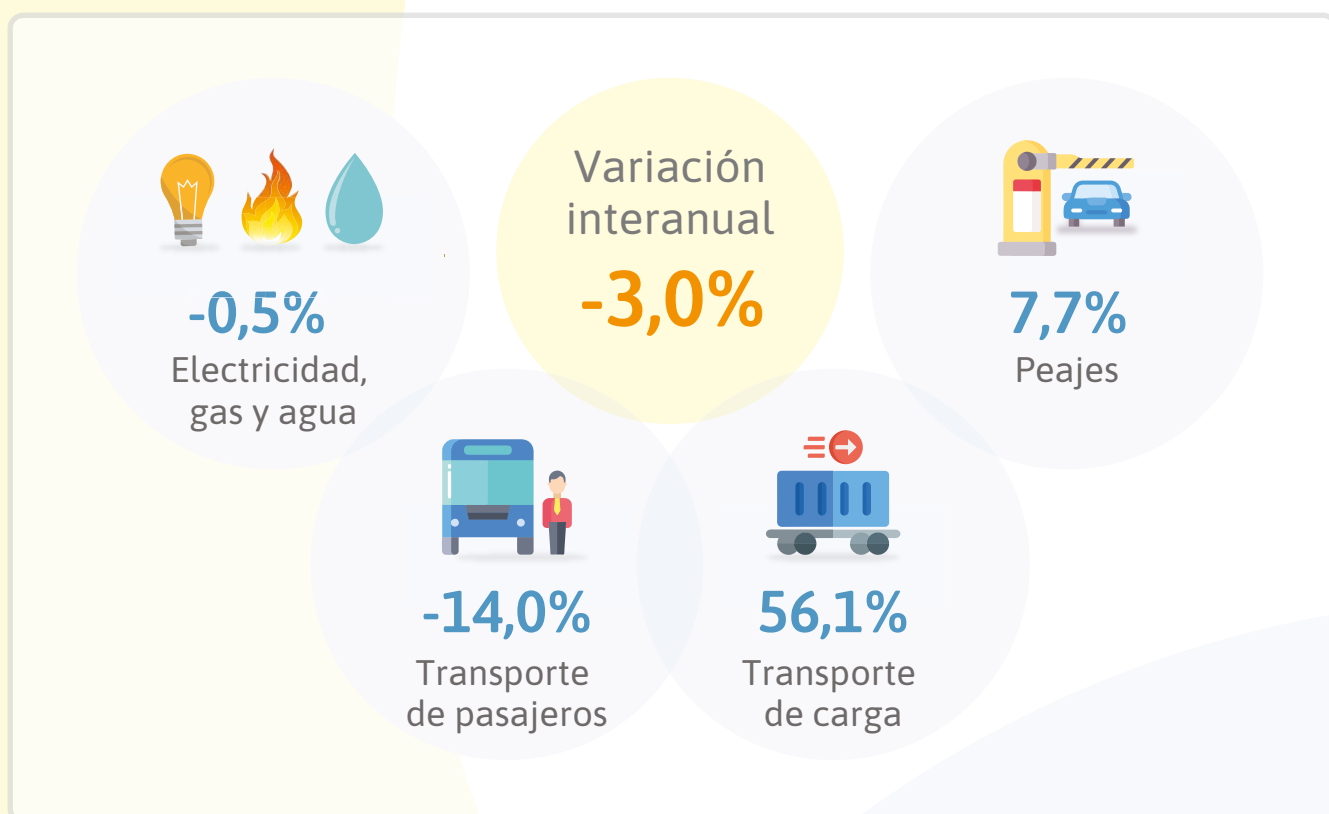 Variación
interanual
-3,0%
-0,5%
Electricidad,
gas y agua
7,7%
Peajes
-14,0%
Transporte
de pasajeros
56,1%
Transporte
de carga